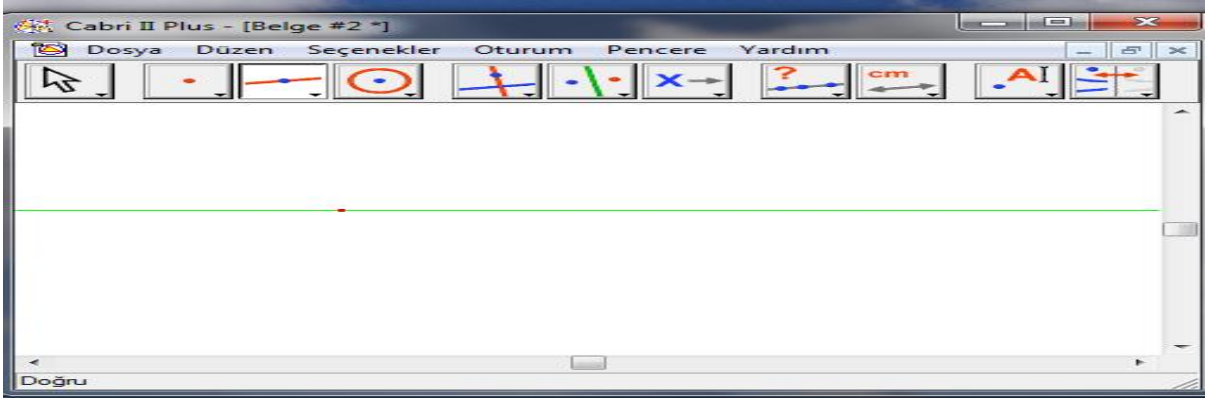 Cabri II Plus - [Belge #2 *]
Dosya Düzen Seçenekler Oturum Pencere Yardım
X ? cm A
Doğru